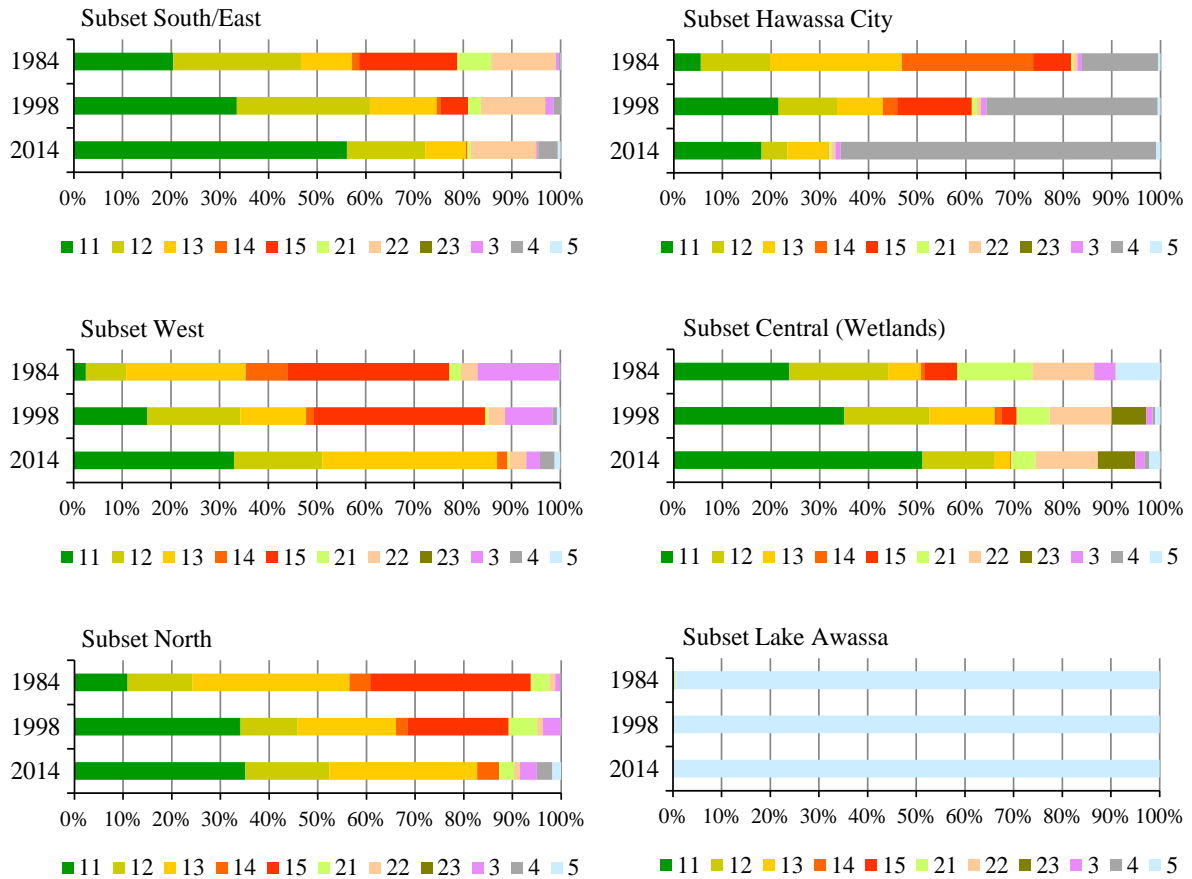 Subset South/East
1984
1998
2014
0% 10% 20% 30% 40% 50% 60% 70% 80% 90% 100%
11 12 13 14 15 21 22 23 3 4 5
Subset Hawassa City
1984
1998
2014
0% 10% 20% 30% 40% 50% 60% 70% 80% 90% 100%
11 12 13 14 15 21 22 23 3 4 5
Subset West
1984
1998
2014
0% 10% 20% 30% 40% 50% 60% 70% 80% 90% 100%
11 12 13 14 15 21 22 23 3 4 5
Subset Central (Wetlands)
1984
1998
2014
0% 10% 20% 30% 40% 50% 60% 70% 80% 90% 100%
11 12 13 14 15 21 22 23 3 4 5
Subset North
1984
1998
2014
0% 10% 20% 30% 40% 50% 60% 70% 80% 90% 100%
11 12 13 14 15 21 22 23 3 4 5
Subset Lake Awassa
1984
1998
2014
0% 10% 20% 30% 40% 50% 60% 70% 80% 90% 100%
11 12 13 14 15 21 22 23 3 4 5